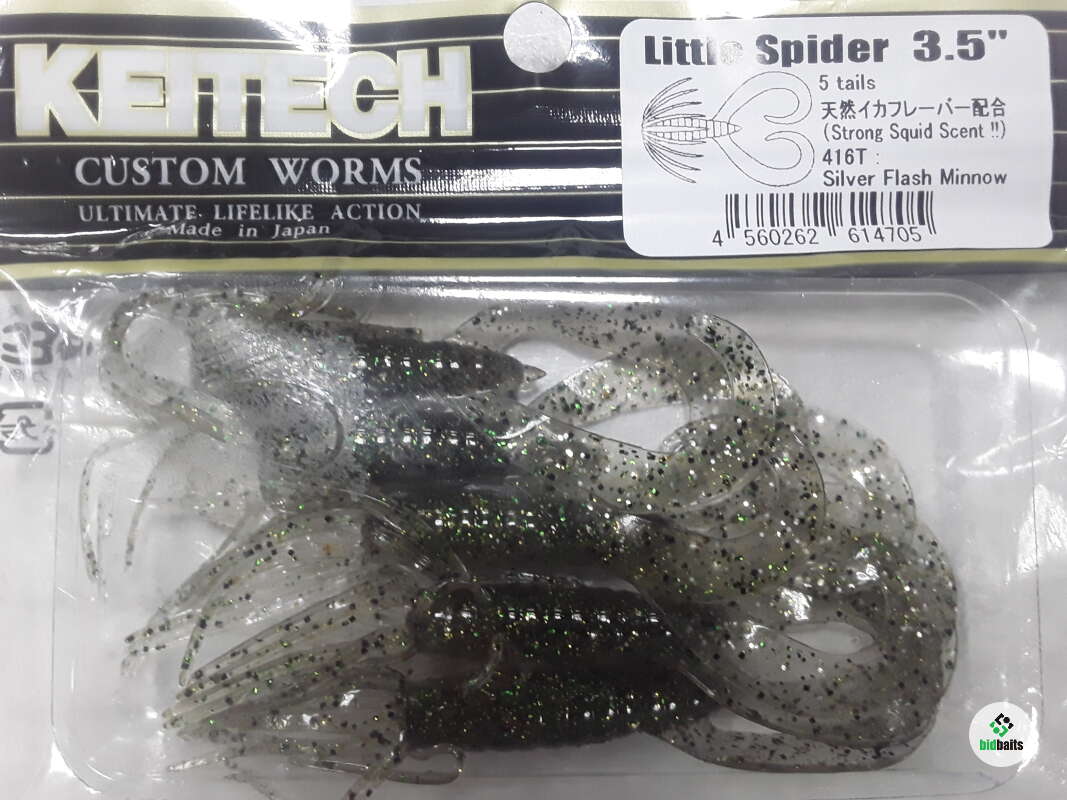 KEITECH
CUSTOM WORMS
ULTIMATE LIFELIKE ACTION
Made in Japan
Little Spider 3.5"
5 tails
天然イカフレーバー配合
(Strong Squid Scent !!)
416T :
Silver Flash Minnow
4 560262 614705
bidbaits